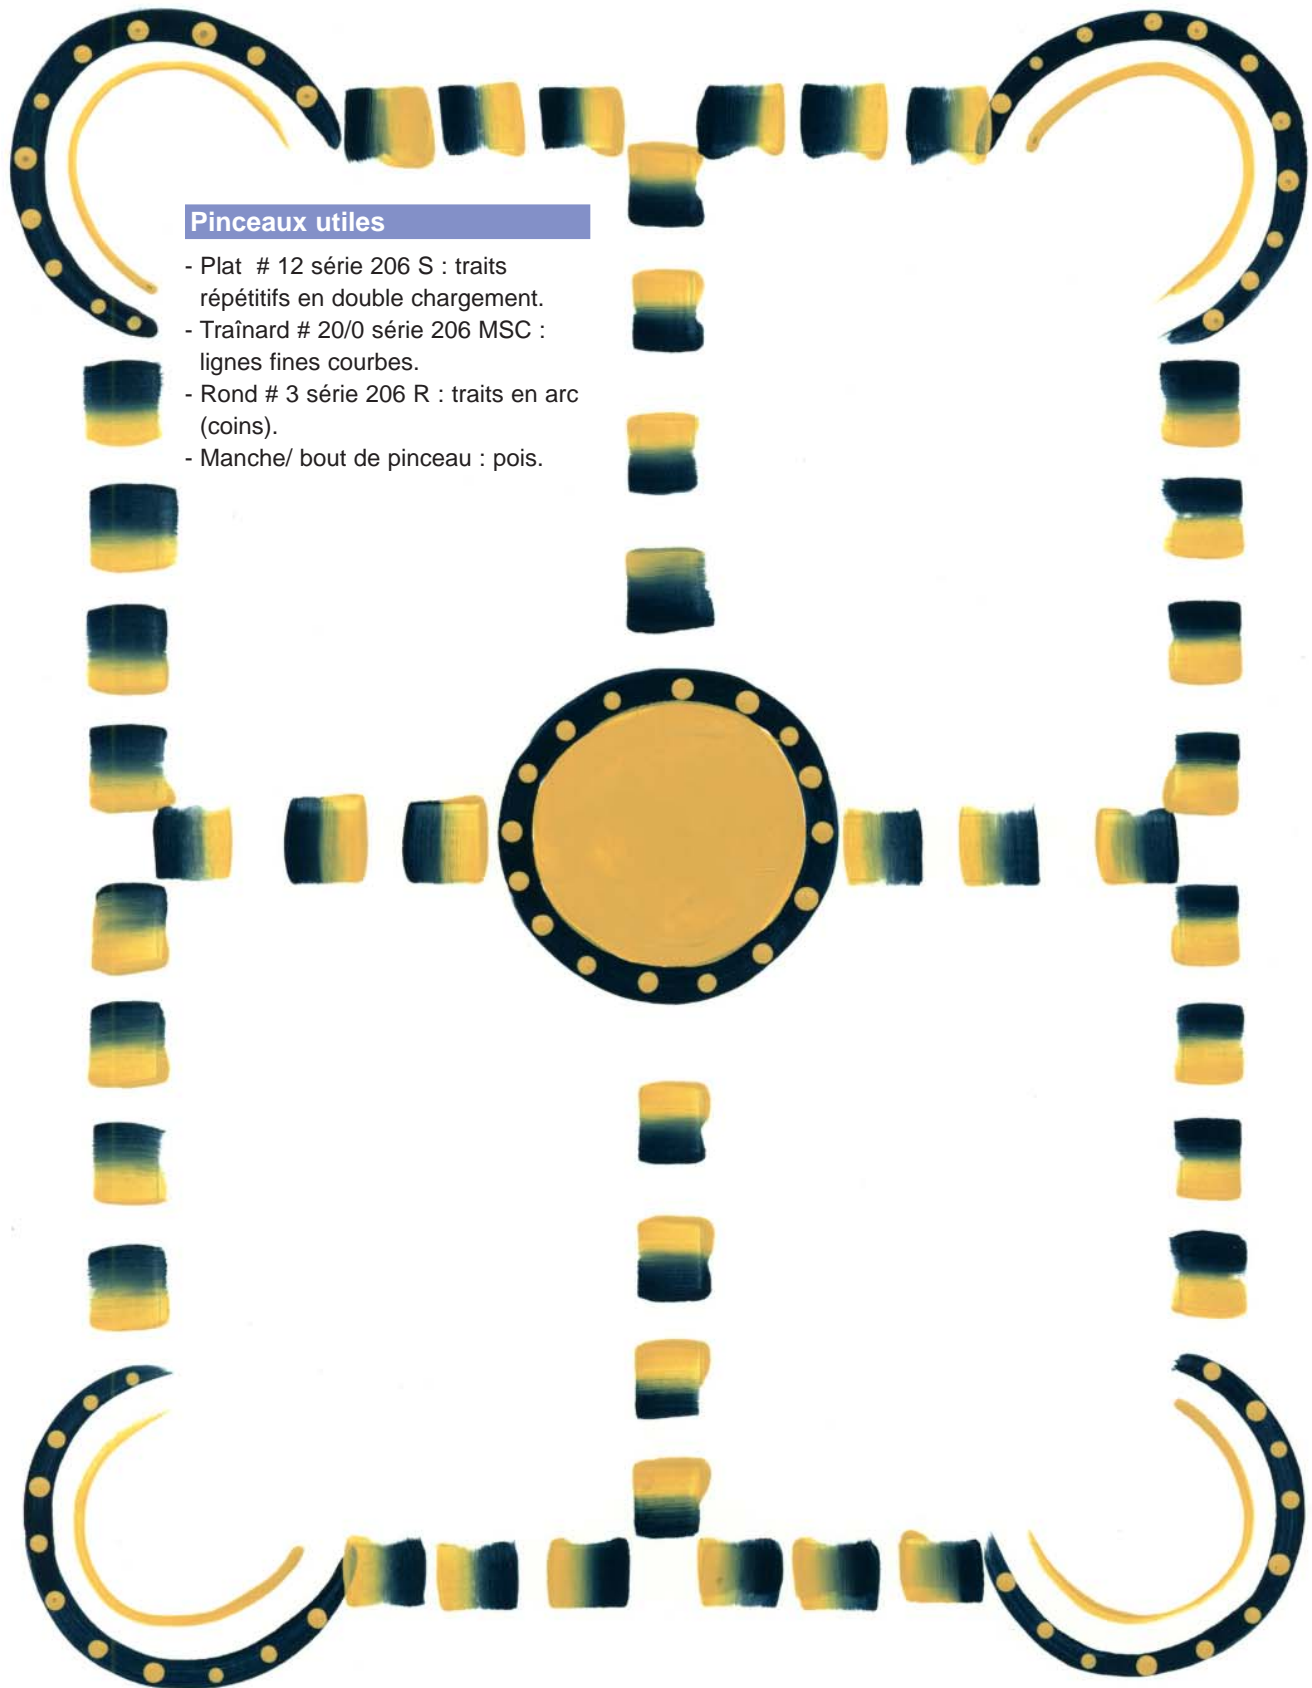 Pinceaux utiles
- Plat  # 12 série 206 S : traits
répétitifs en double chargement.
- Traînard # 20/0 série 206 MSC :
lignes fines courbes.
- Rond # 3 série 206 R : traits en arc
(coins).
- Manche/ bout de pinceau : pois.